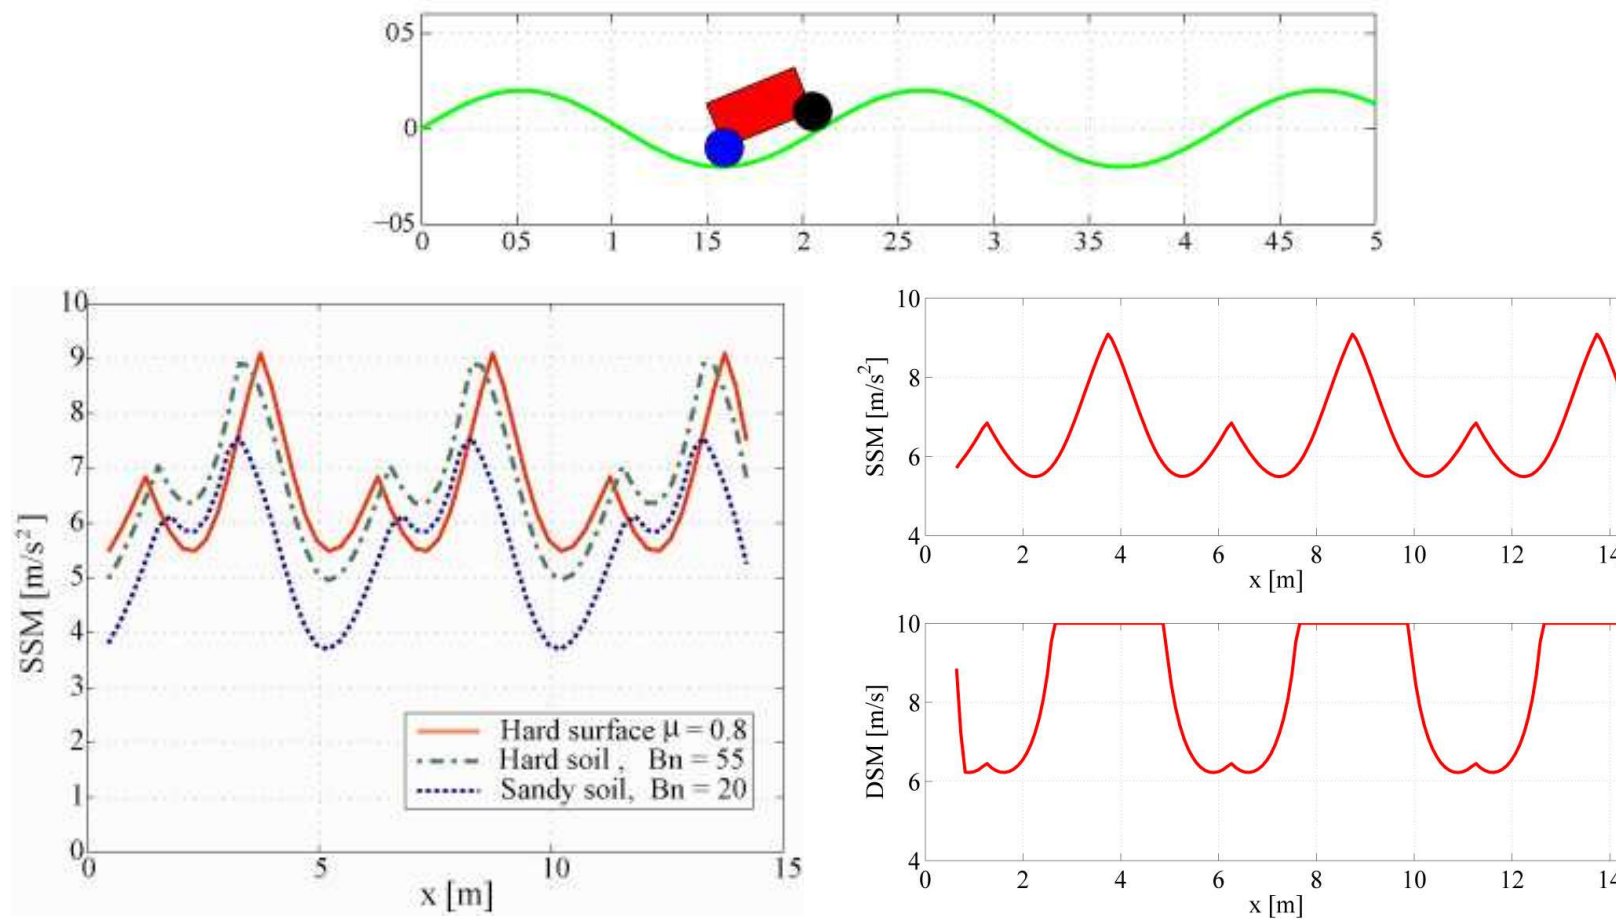 05
0
−05
0 05 1 15 2 25 3 35 4 45 5
SSM [m/s²]
10
9
8
7
6
5
4
3
2
1
0
Hard surface μ = 0.8
Hard soil , Bn = 55
Sandy soil, Bn = 20
0 5 10 15
x [m]
SSM [m/s²]
10
8
6
4
0 2 4 6 8 10 12 14
x [m]
DSM [m/s]
10
8
6
4
0 2 4 6 8 10 12 14
x [m]